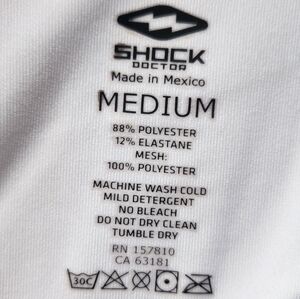 SHOCK
DOCTOR
Made in Mexico
MEDIUM
88% POLYESTER
12% ELASTANE
MESH:
100% POLYESTER
MACHINE WASH COLD
MILD DETERGENT
NO BLEACH
DO NOT DRY CLEAN
TUMBLE DRY
RN 157810
CA 63181
30C